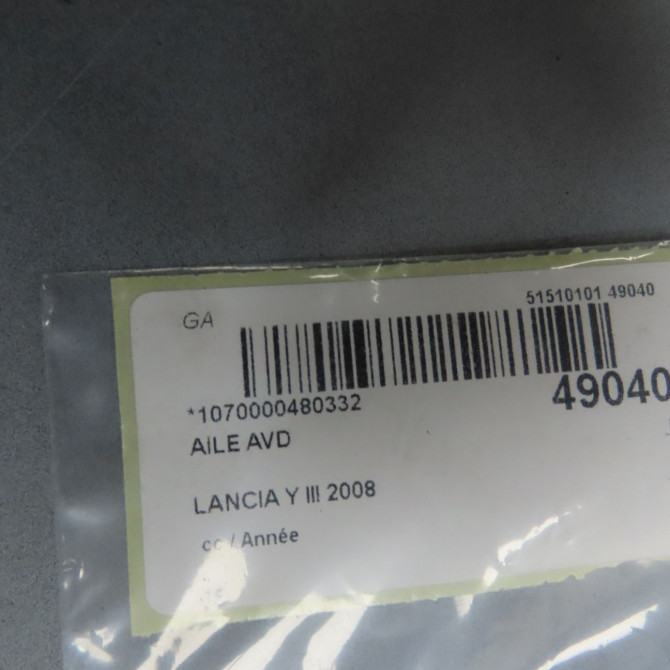 GA
51510101 49040
*1070000480332
49040
AILE AVD
LANCIA Y III 2008
cc / Année